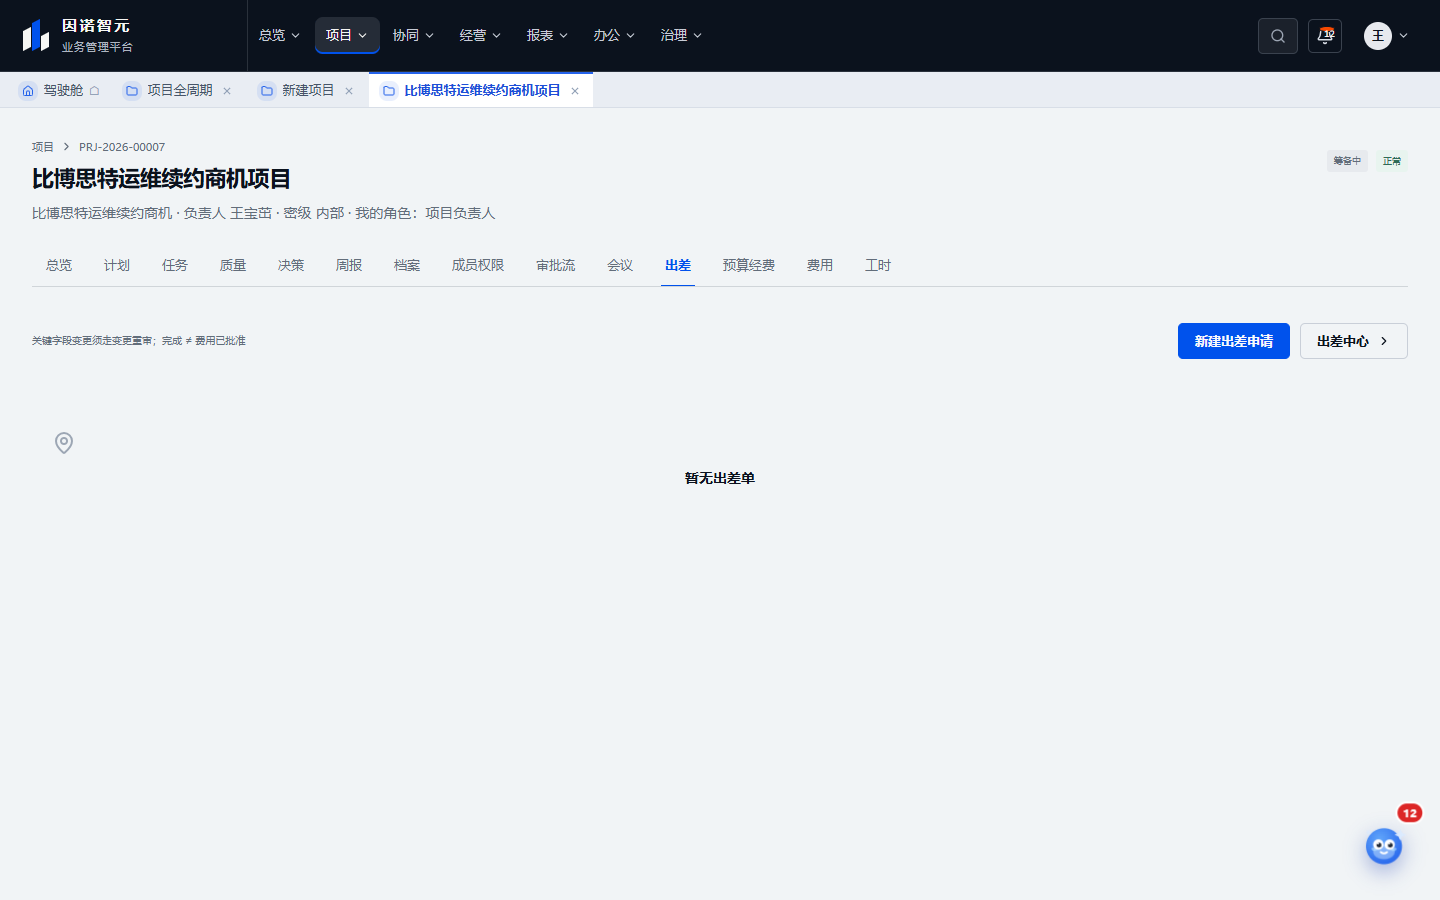 因诺智元
业务管理平台
总览 项目 协同 经营 报表 办公 治理
12
王
驾驶舱 项目全周期 新建项目 比博思特运维续约商机项目
项目 > PRJ-2026-00007
筹备中 正常
比博思特运维续约商机项目
比博思特运维续约商机 · 负责人 王宝茁 · 密级 内部 · 我的角色：项目负责人
总览 计划 任务 质量 决策 周报 档案 成员权限 审批流 会议 出差 预算经费 费用 工时
关键字段变更须走变更重审；完成 ≠ 费用已批准
新建出差申请 出差中心
暂无出差单
12